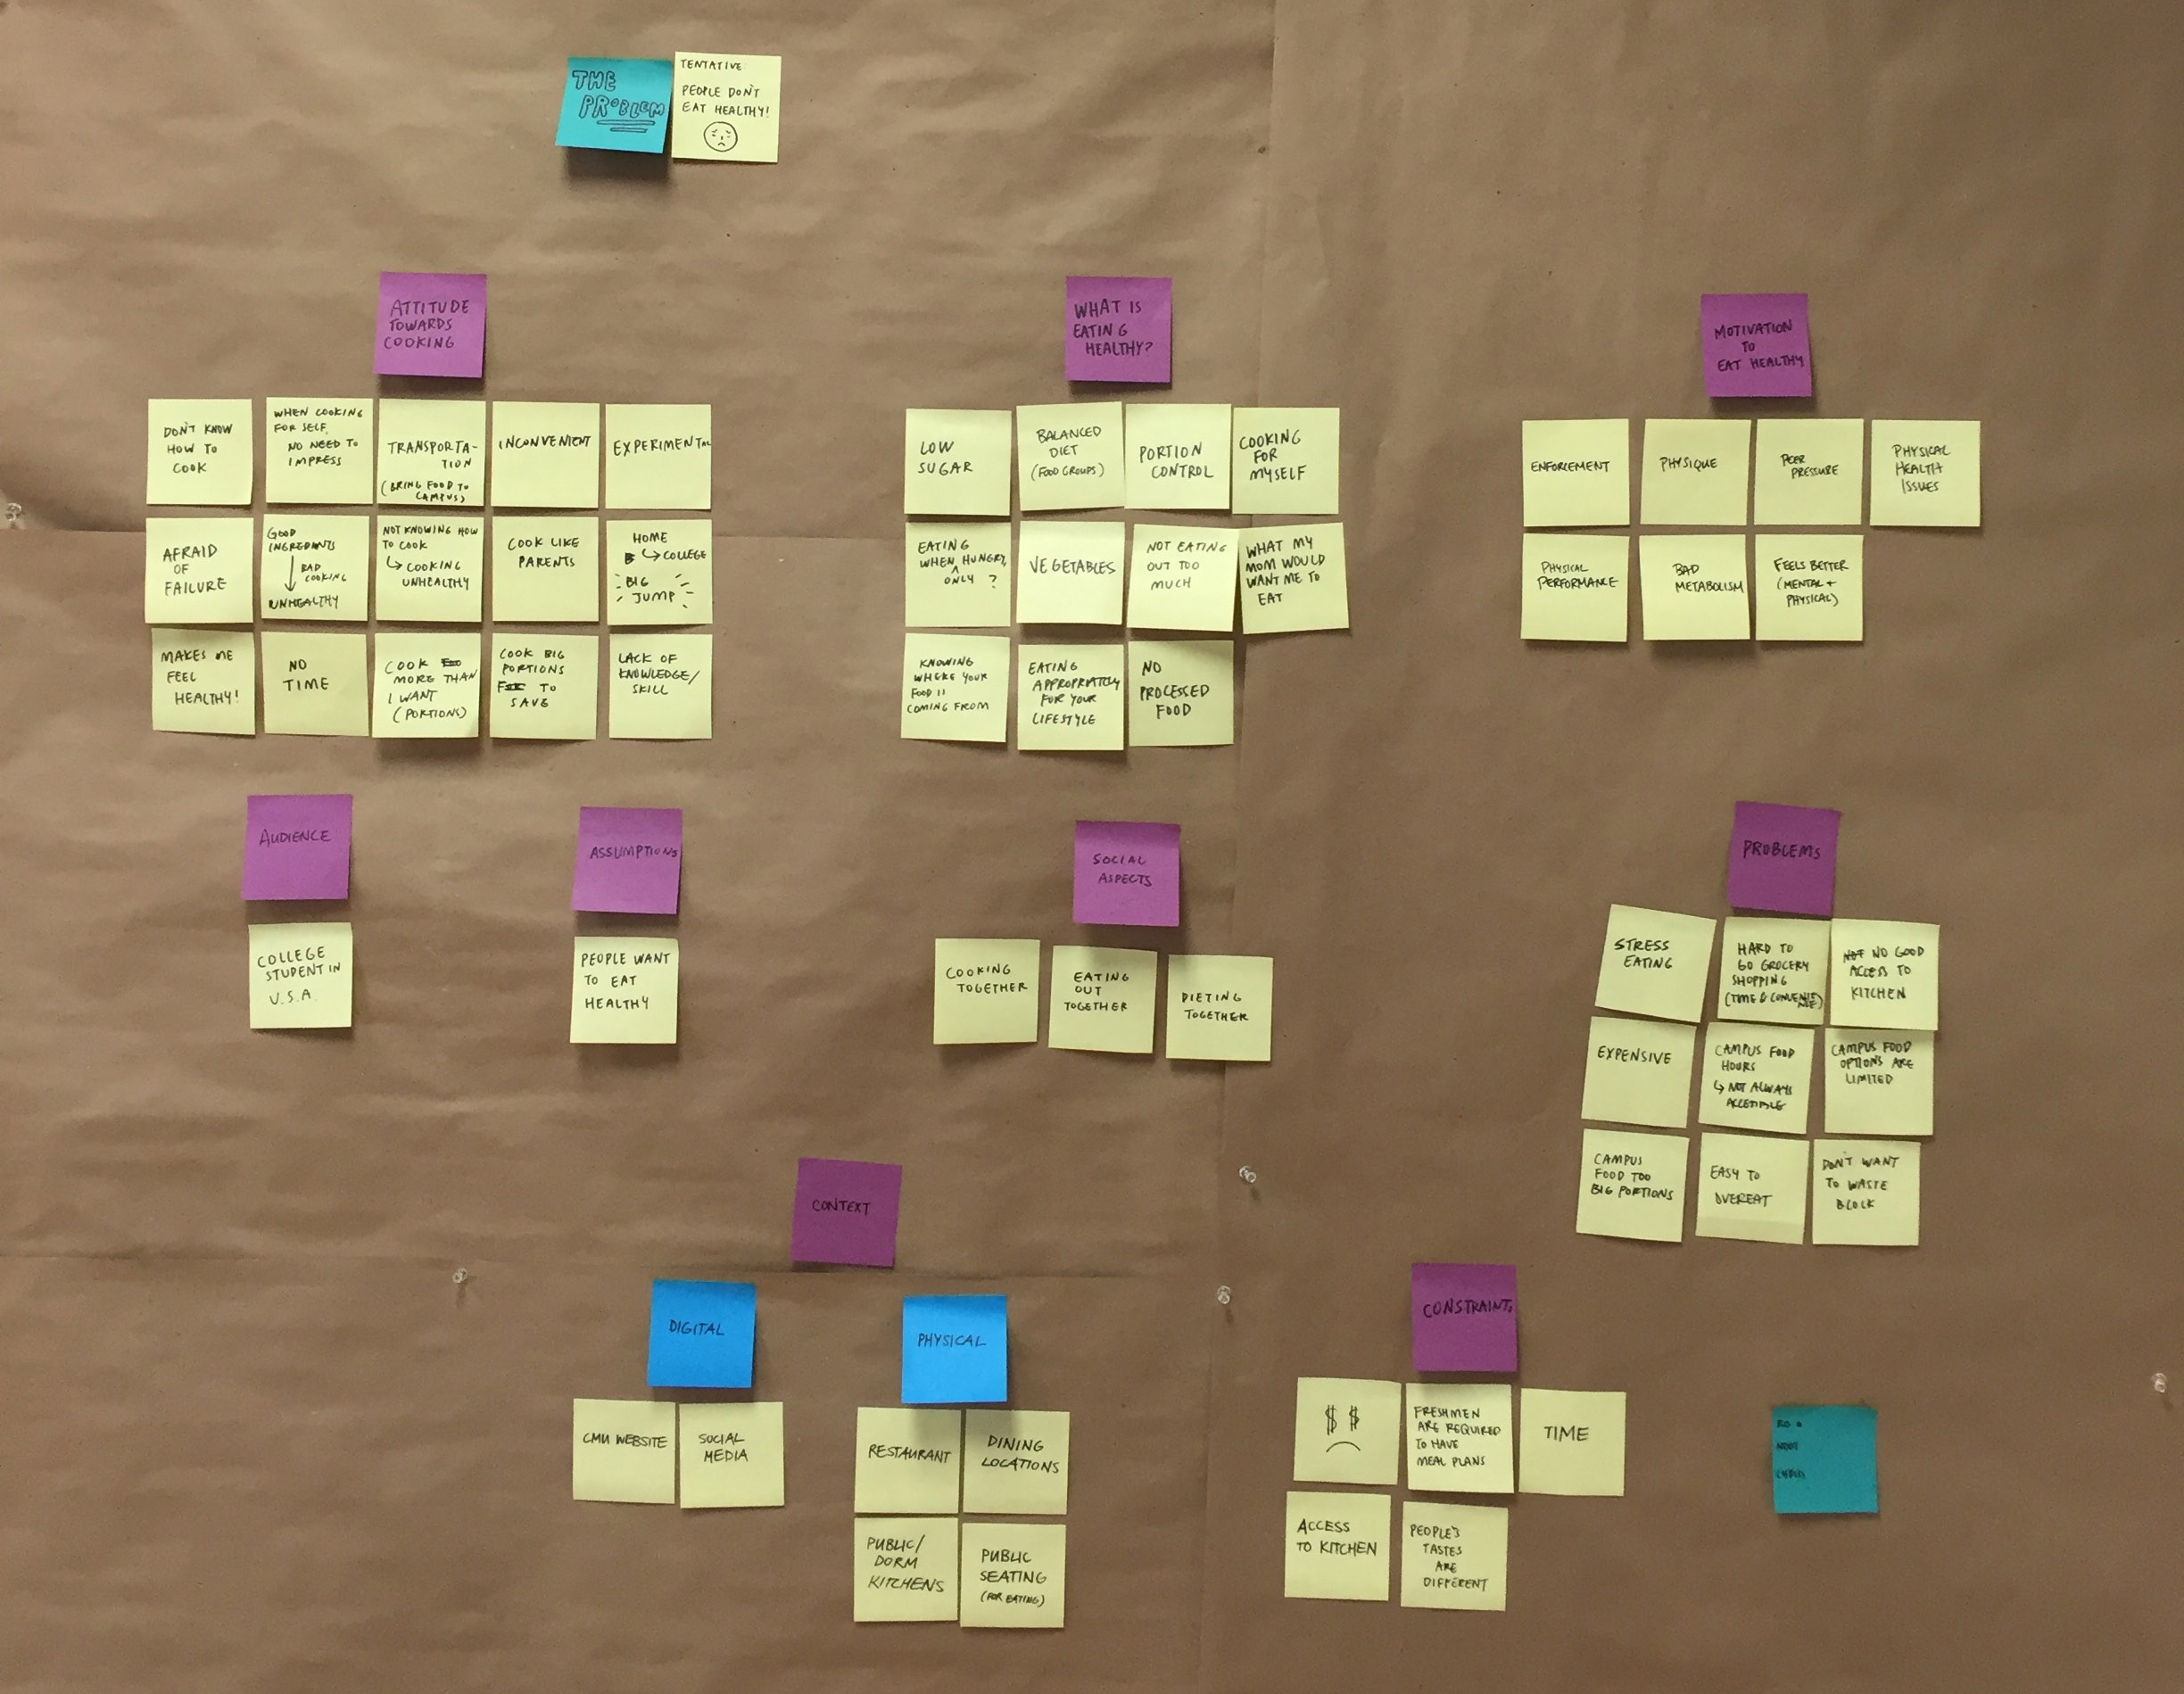 THE
PROBLEM
TENTATIVE:
PEOPLE DON'T
EAT HEALTHY!
ATTITUDE
TOWARDS
COOKING
DON'T KNOW
HOW TO
COOK
WHEN COOKING
FOR SELF,
NO NEED TO
IMPRESS
TRANSPORTA-
TION
(BRING FOOD TO
CAMPUS)
INCONVENIENT
EXPERIMENTAL
AFRAID
OF
FAILURE
GOOD
INGREDIENTS
BAD
COOKING
UNHEALTHY
NOT KNOWING HOW
TO COOK
↳ COOKING
UNHEALTHY
COOK LIKE
PARENTS
HOME
↳ COLLEGE
BIG
JUMP
MAKES ME
FEEL
HEALTHY!
NO
TIME
COOK
MORE THAN
I WANT
(PORTIONS)
COOK BIG
PORTIONS
TO
SAVE
LACK OF
KNOWLEDGE/
SKILL
WHAT IS
EATING
HEALTHY?
LOW
SUGAR
BALANCED
DIET
(FOOD GROUPS)
PORTION
CONTROL
COOKING
FOR
MYSELF
EATING
WHEN HUNGRY,
ONLY ?
VEGETABLES
NOT EATING
OUT TOO
MUCH
WHAT MY
MOM WOULD
WANT ME TO
EAT
KNOWING
WHERE YOUR
FOOD IS
COMING FROM
EATING
APPROPRIATELY
FOR YOUR
LIFESTYLE
NO
PROCESSED
FOOD
MOTIVATION
TO
EAT HEALTHY
ENFORCEMENT
PHYSIQUE
PEER
PRESSURE
PHYSICAL
HEALTH
ISSUES
PHYSICAL
PERFORMANCE
BAD
METABOLISM
FEELS BETTER
(MENTAL +
PHYSICAL)
AUDIENCE
COLLEGE
STUDENT IN
U.S.A.
ASSUMPTIONS
PEOPLE WANT
TO EAT
HEALTHY
SOCIAL
ASPECTS
COOKING
TOGETHER
EATING
OUT
TOGETHER
DIETING
TOGETHER
PROBLEMS
STRESS
EATING
HARD TO
GO GROCERY
SHOPPING
(TIME & CONVENIENCE)
NOT NO GOOD
ACCESS TO
KITCHEN
EXPENSIVE
CAMPUS FOOD
HOURS
↳ NOT ALWAYS
ACCESSIBLE
CAMPUS FOOD
OPTIONS ARE
LIMITED
CAMPUS
FOOD TOO
BIG PORTIONS
EASY TO
OVEREAT
DON'T WANT
TO WASTE
BLOCK
CONTEXT
DIGITAL
CMU WEBSITE
SOCIAL
MEDIA
PHYSICAL
RESTAURANT
DINING
LOCATIONS
PUBLIC/
DORM
KITCHENS
PUBLIC
SEATING
(FOR EATING)
CONSTRAINTS
$ $
FRESHMEN
ARE REQUIRED
TO HAVE
MEAL PLANS
TIME
ACCESS
TO KITCHEN
PEOPLE'S
TASTES
ARE
DIFFERENT